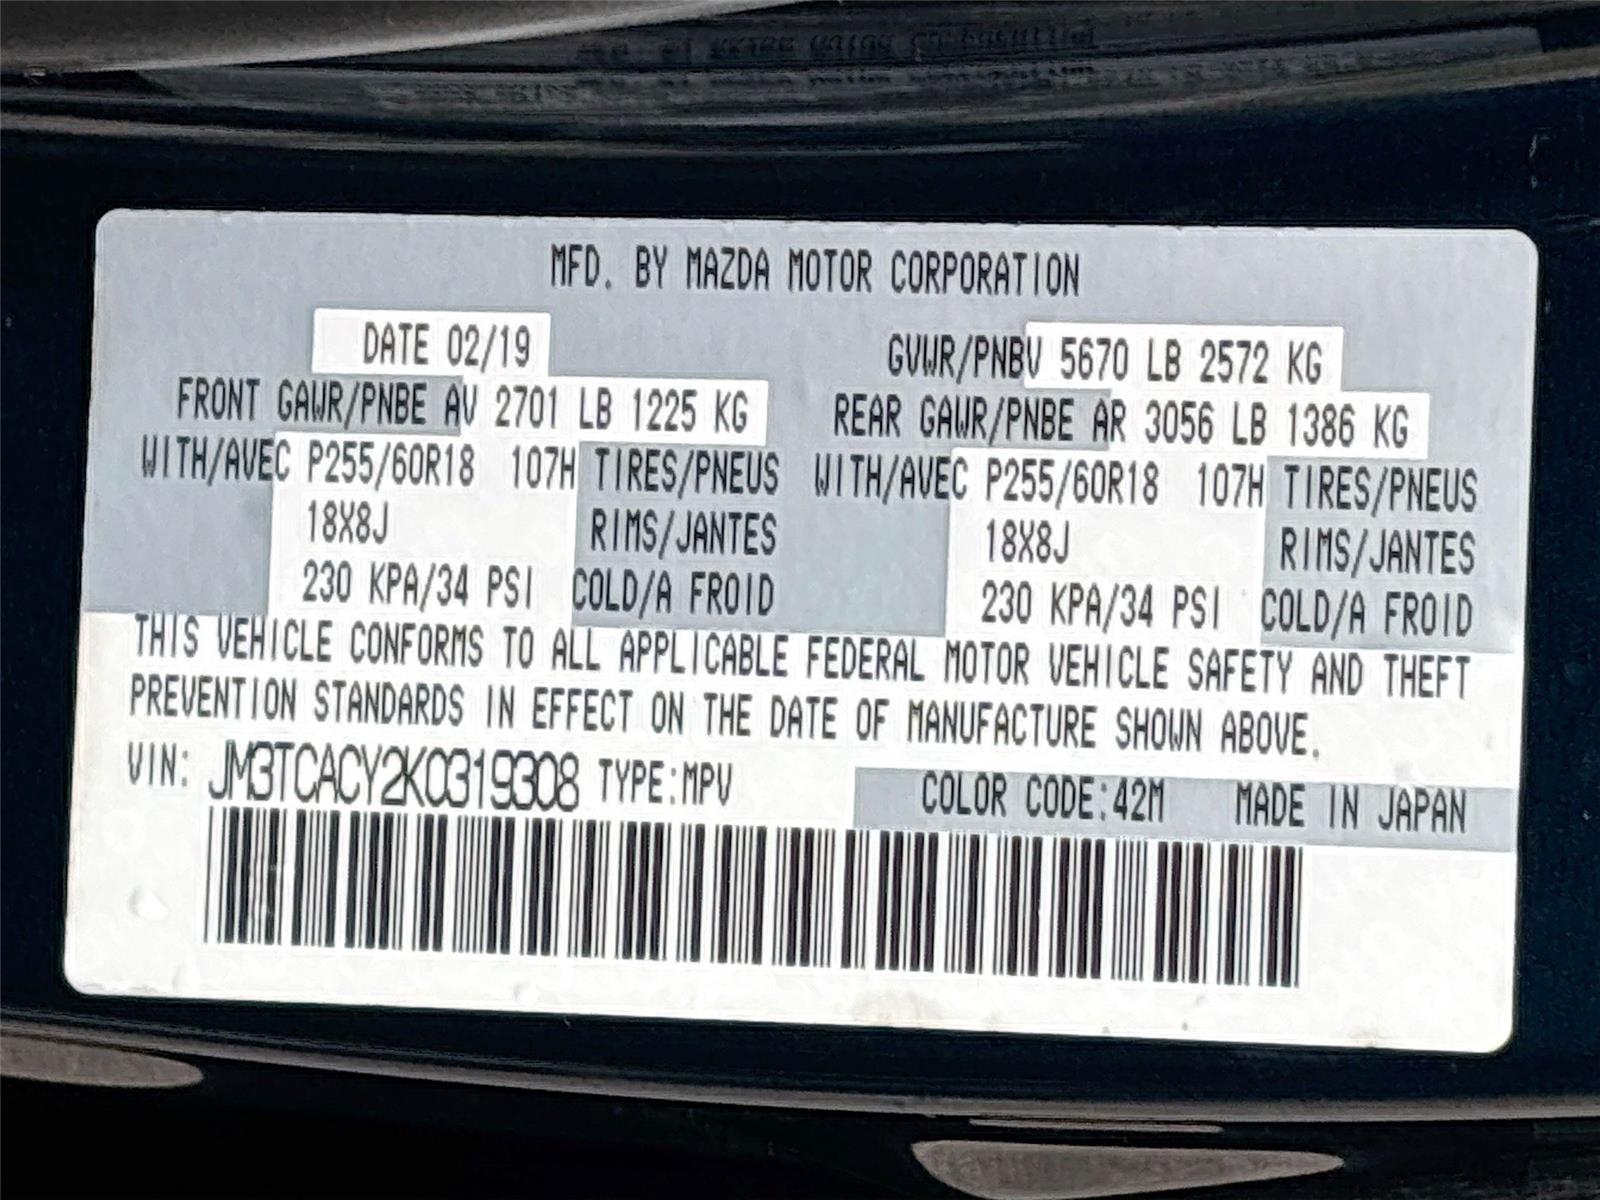 MFD. BY MAZDA MOTOR CORPORATION
DATE 02/19 GVWR/PNBV 5670 LB 2572 KG
FRONT GAWR/PNBE AV 2701 LB 1225 KG REAR GAWR/PNBE AR 3056 LB 1386 KG
WITH/AVEC P255/60R18 107H TIRES/PNEUS WITH/AVEC P255/60R18 107H TIRES/PNEUS
18X8J RIMS/JANTES 18X8J RIMS/JANTES
230 KPA/34 PSI COLD/A FROID 230 KPA/34 PSI COLD/A FROID
THIS VEHICLE CONFORMS TO ALL APPLICABLE FEDERAL MOTOR VEHICLE SAFETY AND THEFT
PREVENTION STANDARDS IN EFFECT ON THE DATE OF MANUFACTURE SHOWN ABOVE.
VIN: JM3TCACY2K0319308 TYPE:MPV COLOR CODE:42M MADE IN JAPAN